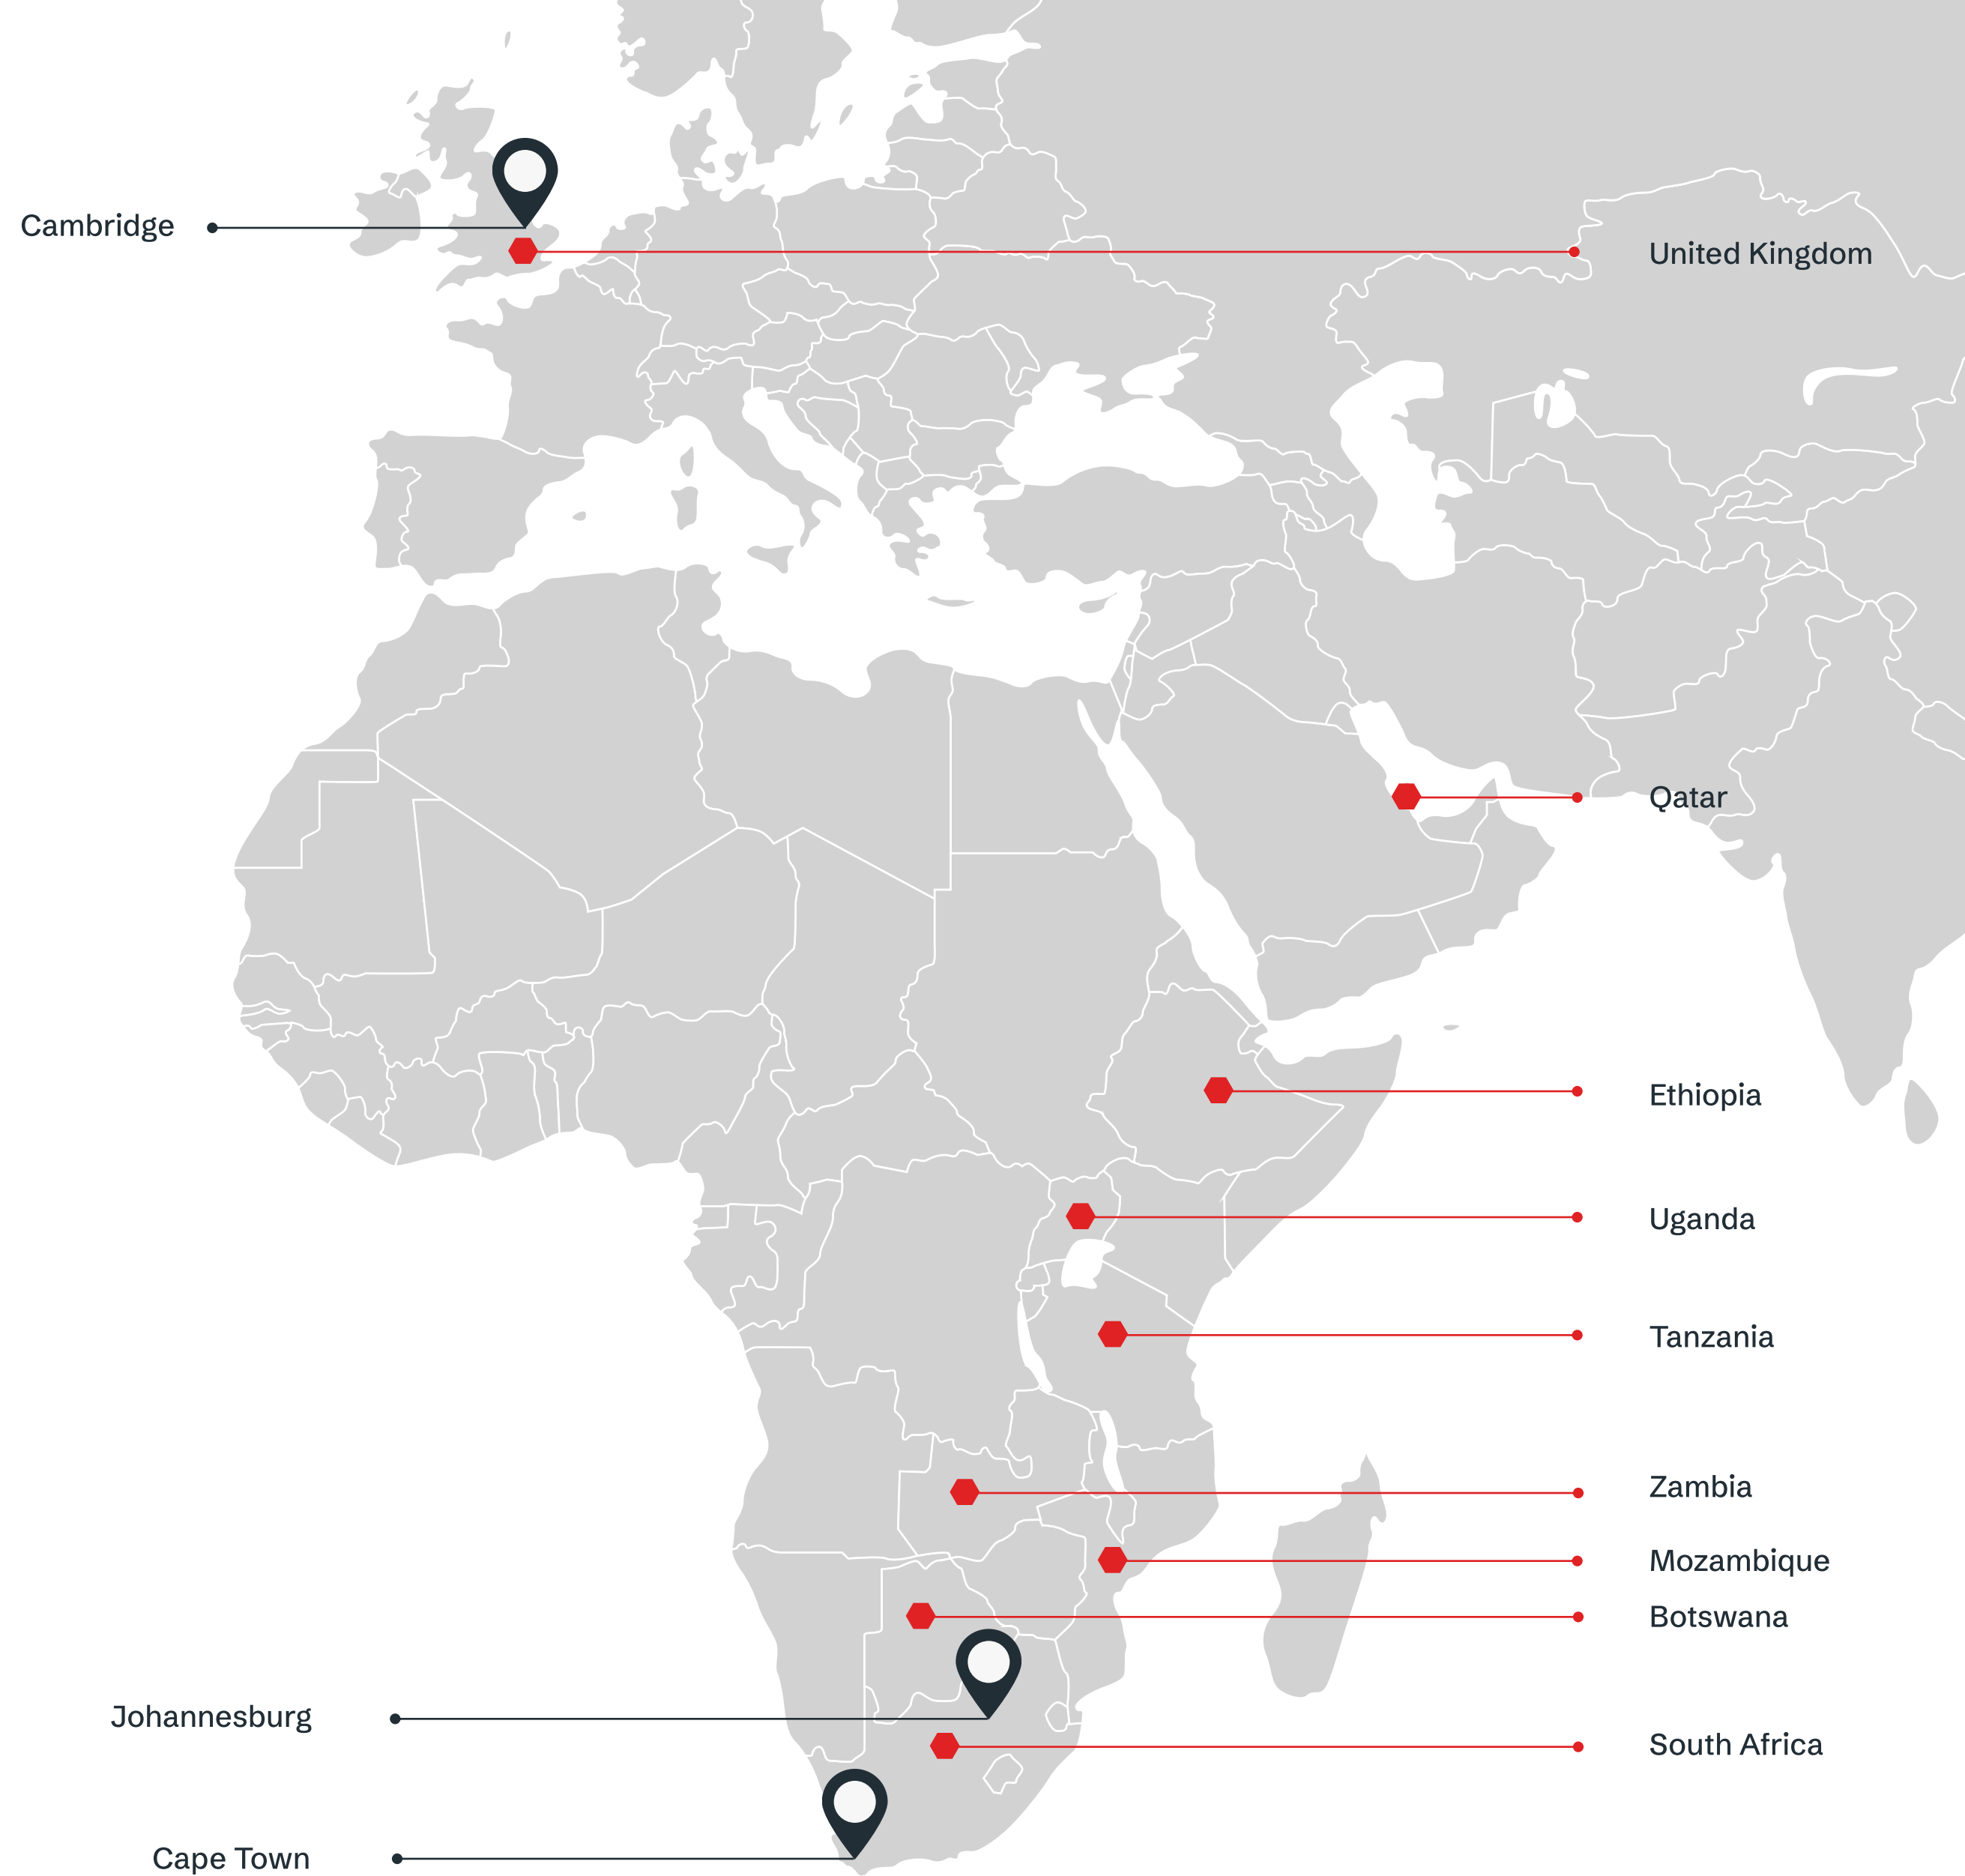 Cambridge
United Kingdom
Qatar
Ethiopia
Uganda
Tanzania
Zambia
Mozambique
Botswana
Johannesburg
South Africa
Cape Town